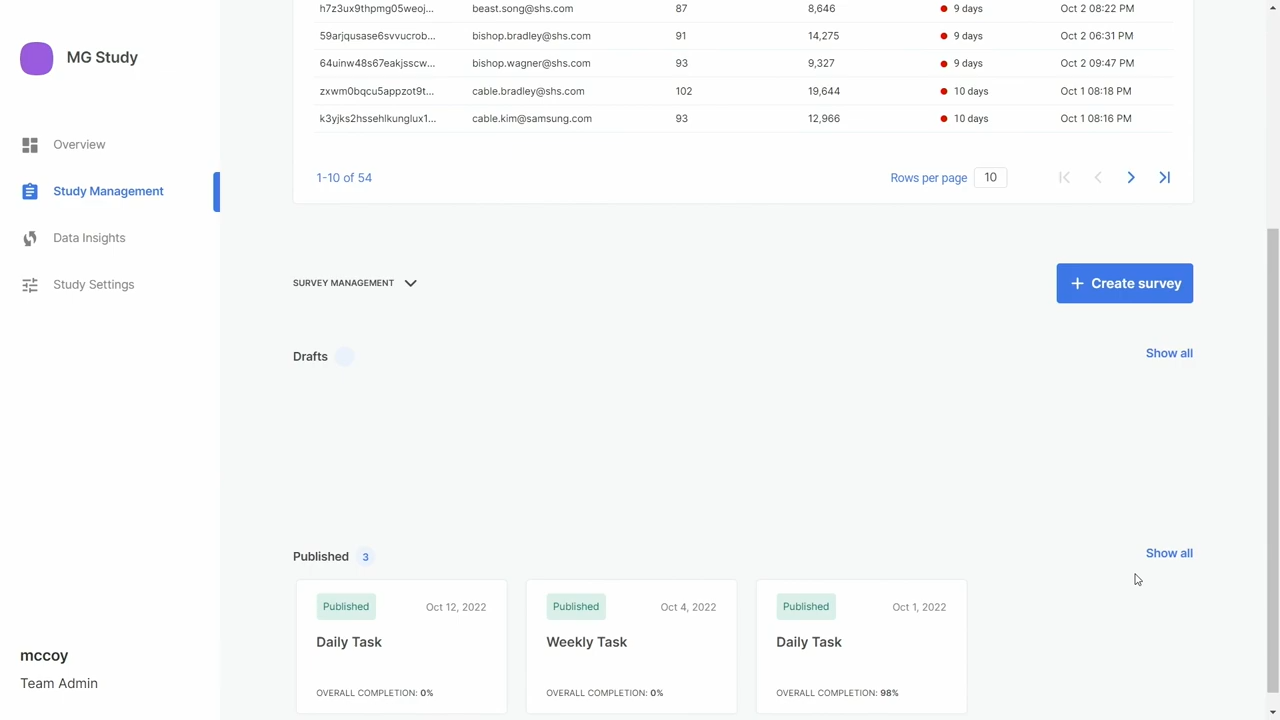 MG Study
Overview
Study Management
Data Insights
Study Settings
mccoy
Team Admin
h7z3ux9thpmg05weoj... beast.song@shs.com 87 8,646 9 days Oct 2 08:22 PM
59arjqusase6svvucrob... bishop.bradley@shs.com 91 14,275 9 days Oct 2 06:31 PM
64uinw48s67eakjsscw... bishop.wagner@shs.com 93 9,327 9 days Oct 2 09:47 PM
zxwm0bqcu5appzot9t... cable.bradley@shs.com 102 19,644 10 days Oct 1 08:18 PM
k3yjks2hssehlkunglux1... cable.kim@samsung.com 93 12,966 10 days Oct 1 08:16 PM
1-10 of 54 Rows per page 10
SURVEY MANAGEMENT + Create survey
Drafts Show all
Published 3 Show all
Published Oct 12, 2022
Daily Task
OVERALL COMPLETION: 0%
Published Oct 4, 2022
Weekly Task
OVERALL COMPLETION: 0%
Published Oct 1, 2022
Daily Task
OVERALL COMPLETION: 98%